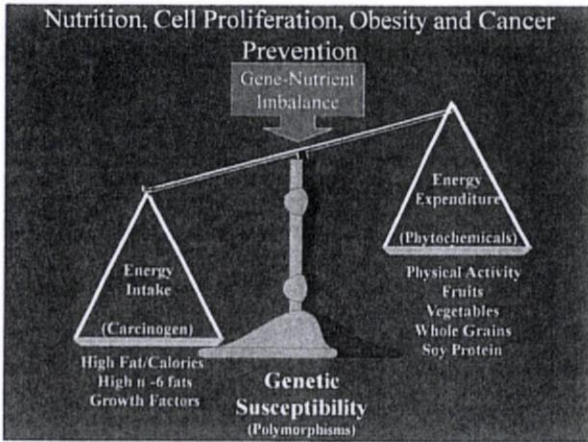 Nutrition, Cell Proliferation, Obesity and Cancer
Prevention
Gene-Nutrient
Imbalance
Energy
Intake
(Carcinogen)
High Fat/Calories
High n -6 fats
Growth Factors
Genetic
Susceptibility
(Polymorphisms)
Energy
Expenditure
(Phytochemicals)
Physical Activity
Fruits
Vegetables
Whole Grains
Soy Protein